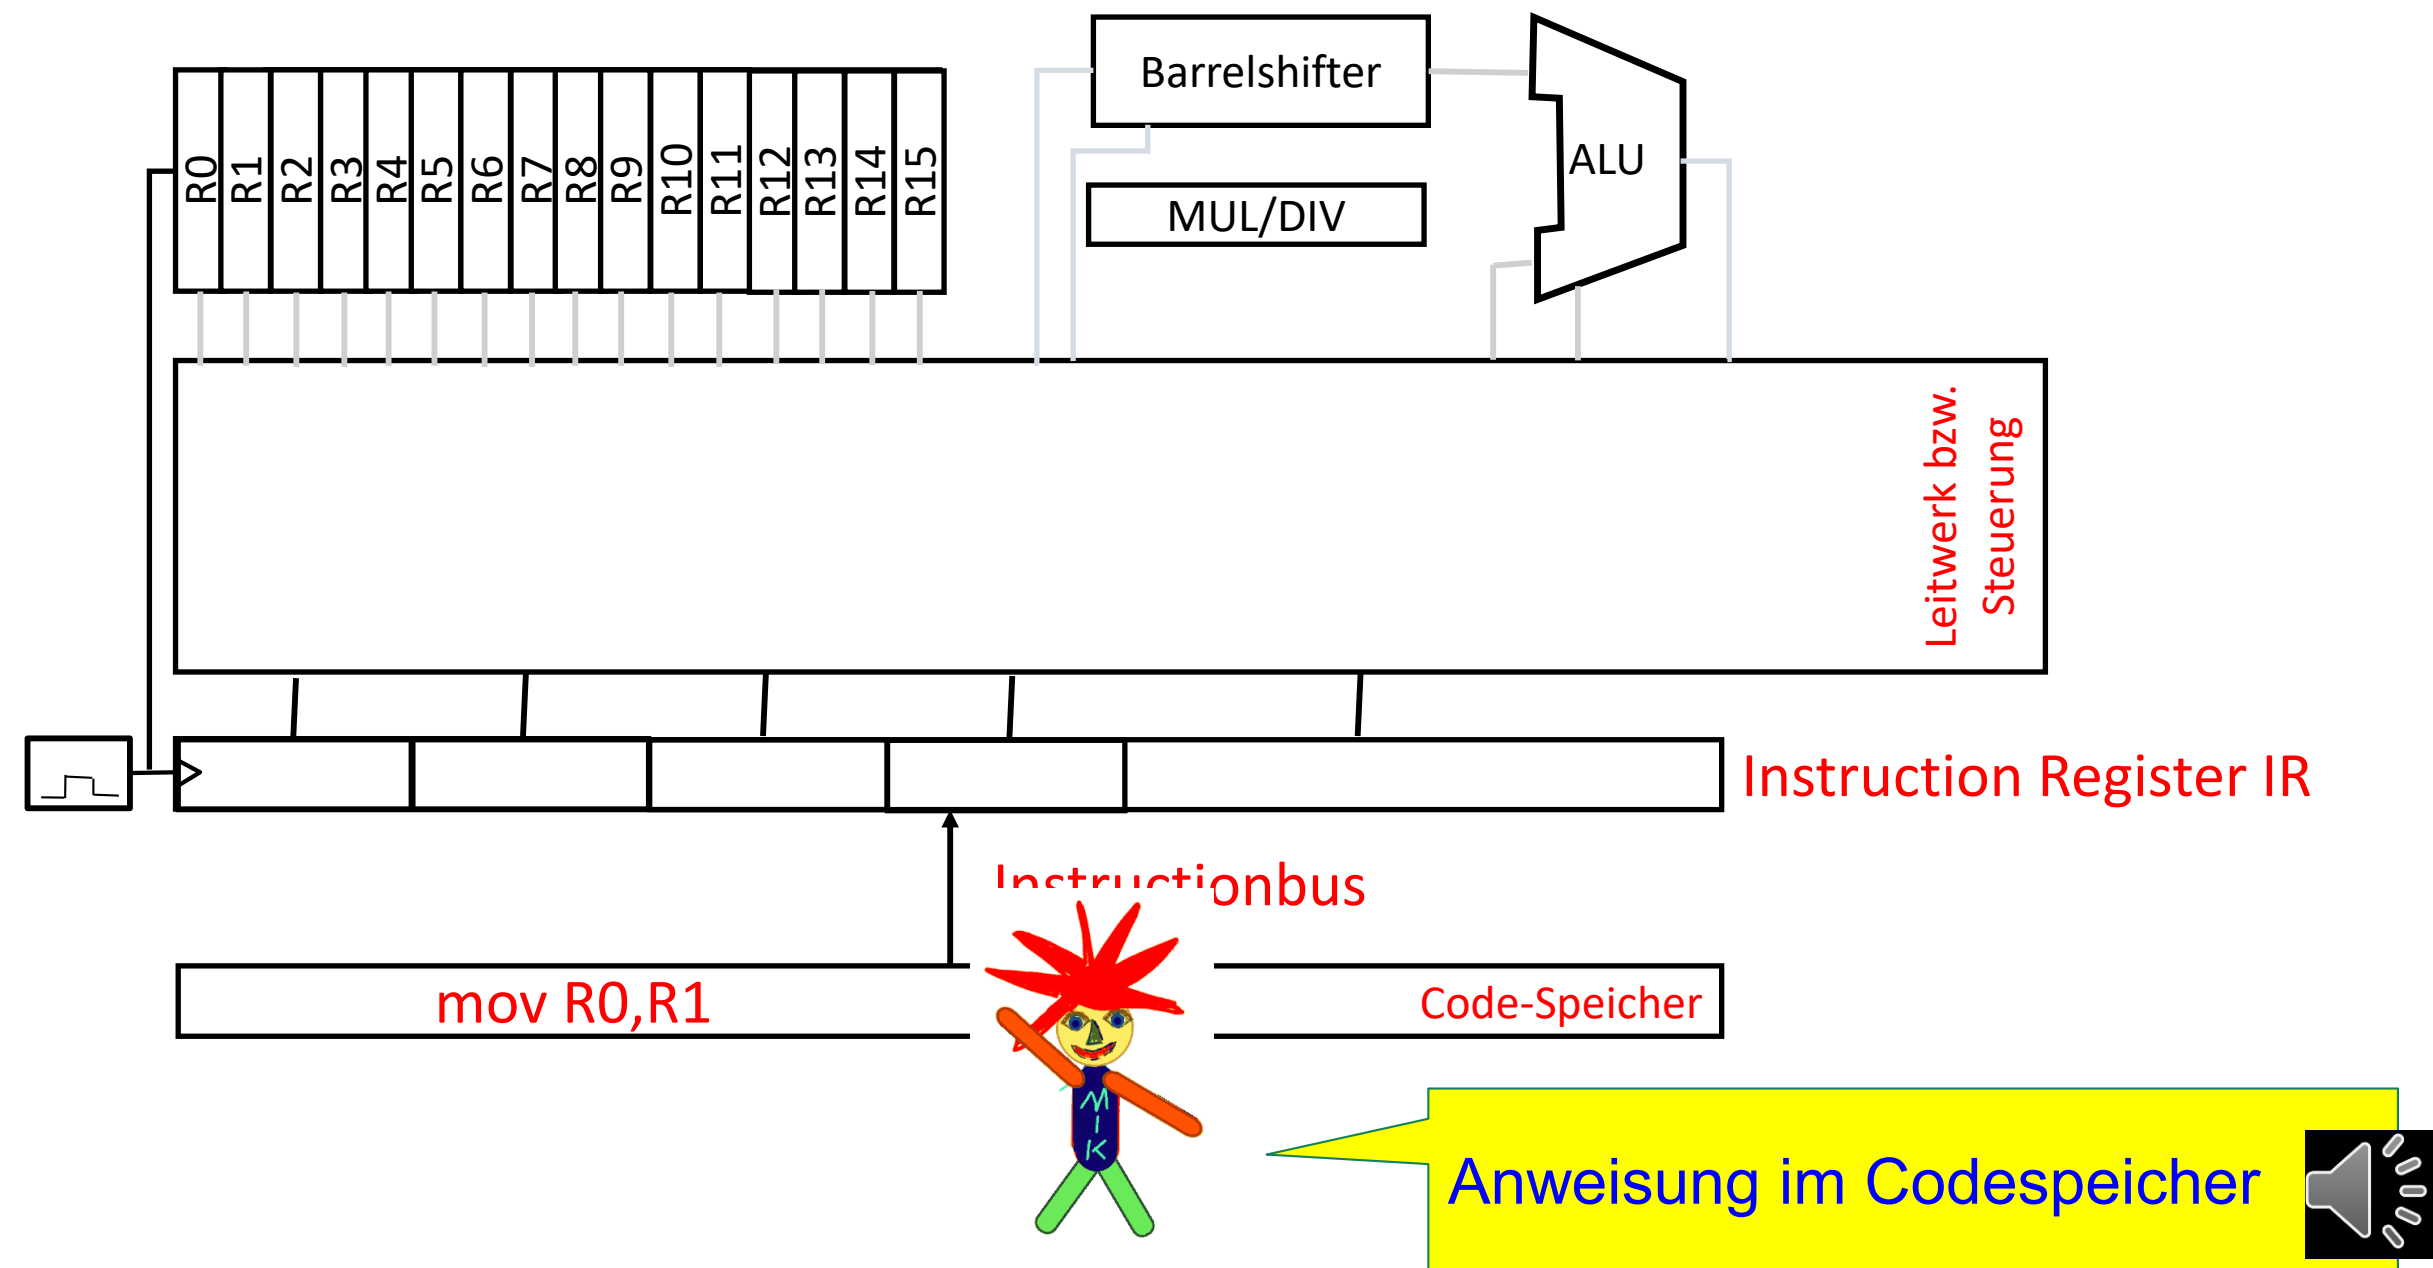 R0
R1
R2
R3
R4
R5
R6
R7
R8
R9
R10
R11
R12
R13
R14
R15
Barrelshifter
MUL/DIV
ALU
Leitwerk bzw.
Steuerung
Instruction Register IR
Instructionbus
mov R0,R1
Code-Speicher
MIK
Anweisung im Codespeicher